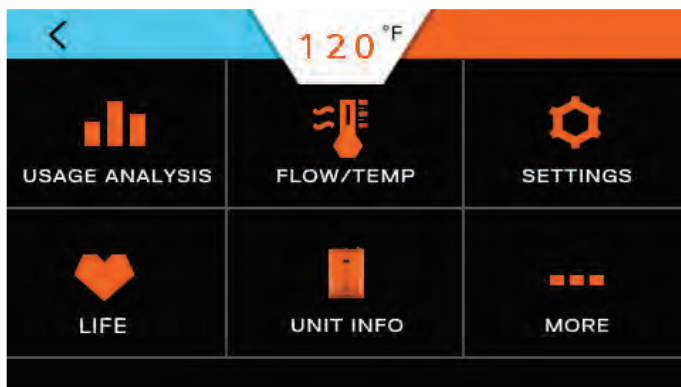 120 °F
USAGE ANALYSIS
FLOW/TEMP
SETTINGS
LIFE
UNIT INFO
MORE